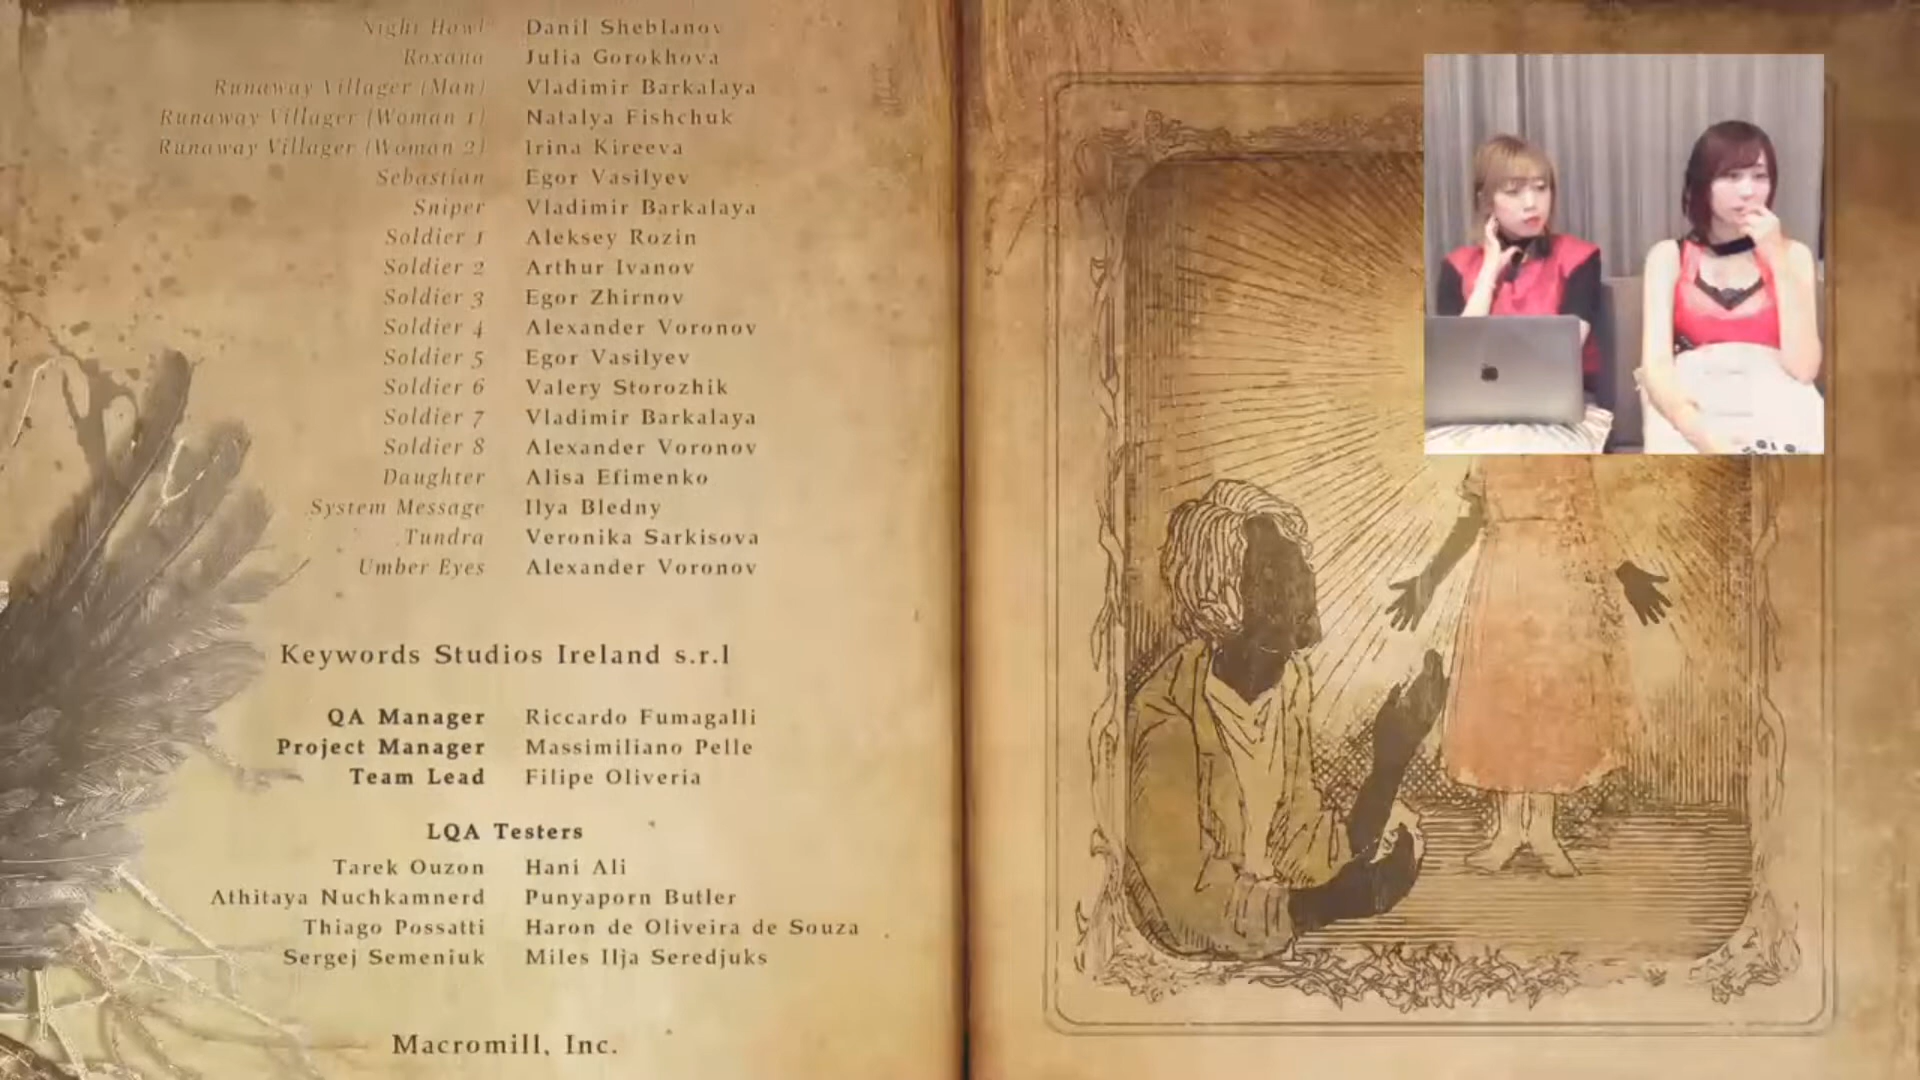 Night Howl Danil Sheblanov
Roxana Julia Gorokhova
Runaway Villager (Man) Vladimir Barkalaya
Runaway Villager (Woman 1) Natalya Fishchuk
Runaway Villager (Woman 2) Irina Kireeva
Sebastian Egor Vasilyev
Sniper Vladimir Barkalaya
Soldier 1 Aleksey Rozin
Soldier 2 Arthur Ivanov
Soldier 3 Egor Zhirnov
Soldier 4 Alexander Voronov
Soldier 5 Egor Vasilyev
Soldier 6 Valery Storozhik
Soldier 7 Vladimir Barkalaya
Soldier 8 Alexander Voronov
Daughter Alisa Efimenko
System Message Ilya Bledny
Tundra Veronika Sarkisova
Umber Eyes Alexander Voronov
Keywords Studios Ireland s.r.l
QA Manager Riccardo Fumagalli
Project Manager Massimiliano Pelle
Team Lead Filipe Oliveria
LQA Testers
Tarek Ouzon Hani Ali
Athitaya Nuchkamnerd Punyaporn Butler
Thiago Possatti Haron de Oliveira de Souza
Sergej Semeniuk Miles Ilja Seredjuks
Macromill, Inc.